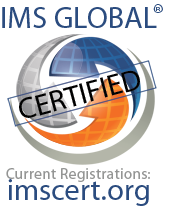 IMS GLOBAL®
CERTIFIED
Current Registrations:
imscert.org